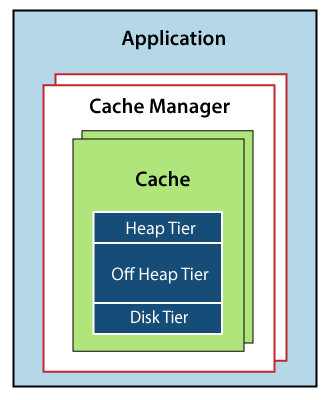 Application
Cache Manager
Cache
Heap Tier
Off Heap Tier
Disk Tier